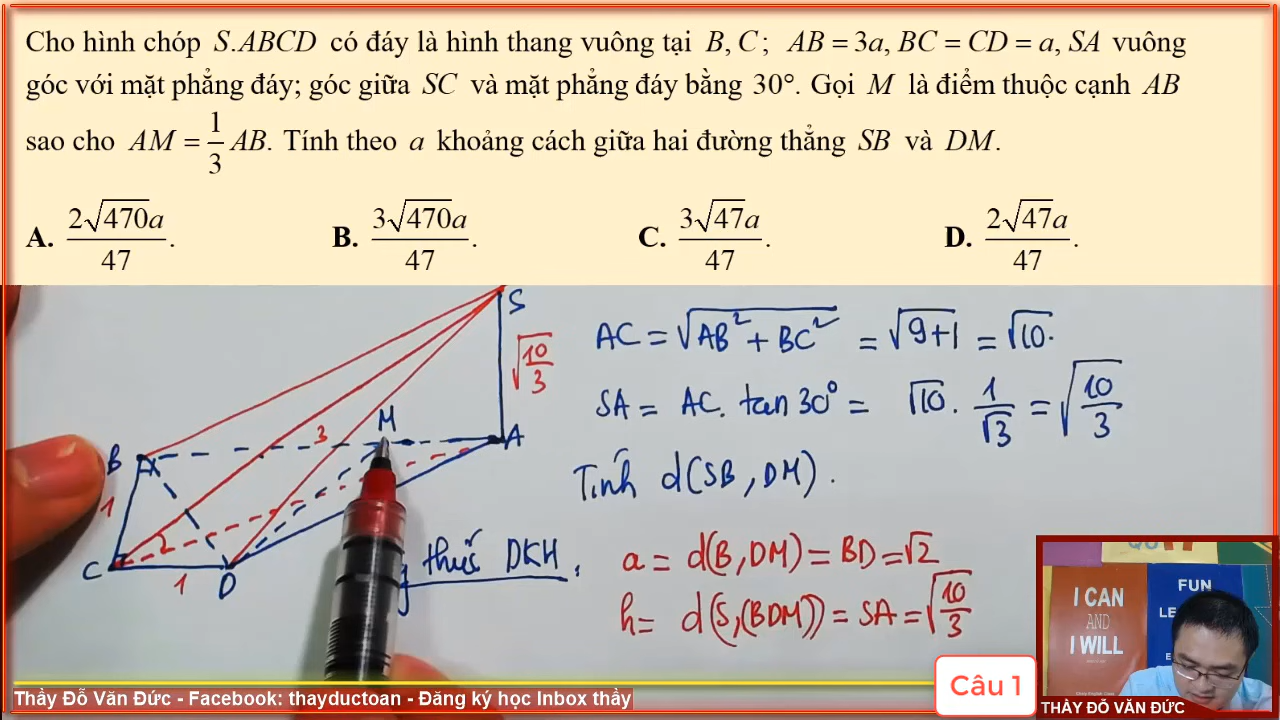 Cho hình chóp S.ABCD có đáy là hình thang vuông tại B, C; AB = 3a, BC = CD = a, SA vuông
góc với mặt phẳng đáy; góc giữa SC và mặt phẳng đáy bằng 30°. Gọi M là điểm thuộc cạnh AB
sao cho AM = 1/3 AB. Tính theo a khoảng cách giữa hai đường thẳng SB và DM.
A. 2√470a/47. B. 3√470a/47. C. 3√47a/47. D. 2√47a/47.
S
√(10/3)
M
3
A
B
1
2
C
1
D
AC = √(AB² + BC²) = √(9+1) = √10.
SA = AC. tan 30° = √10. 1/√3 = √(10/3)
Tính d(SB, DM).
thức DKH.
a = d(B, DM) = BD = √2
h = d(S, (BDM)) = SA = √(10/3)
I CAN
AND
I WILL
FUN
Câu 1
Thầy Đỗ Văn Đức - Facebook: thayductoan - Đăng ký học Inbox thầy
THẦY ĐỖ VĂN ĐỨC